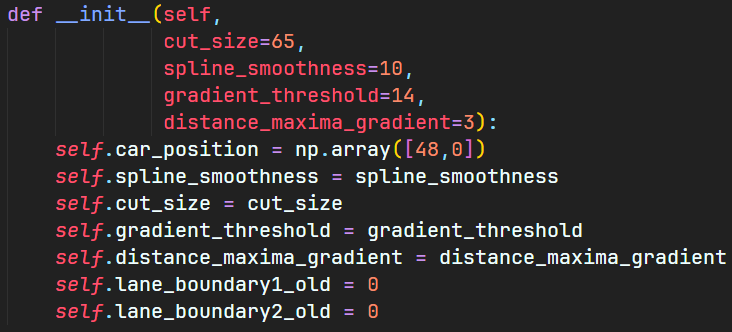 def __init__(self,
             cut_size=65,
             spline_smoothness=10,
             gradient_threshold=14,
             distance_maxima_gradient=3):
    self.car_position = np.array([48,0])
    self.spline_smoothness = spline_smoothness
    self.cut_size = cut_size
    self.gradient_threshold = gradient_threshold
    self.distance_maxima_gradient = distance_maxima_gradient
    self.lane_boundary1_old = 0
    self.lane_boundary2_old = 0